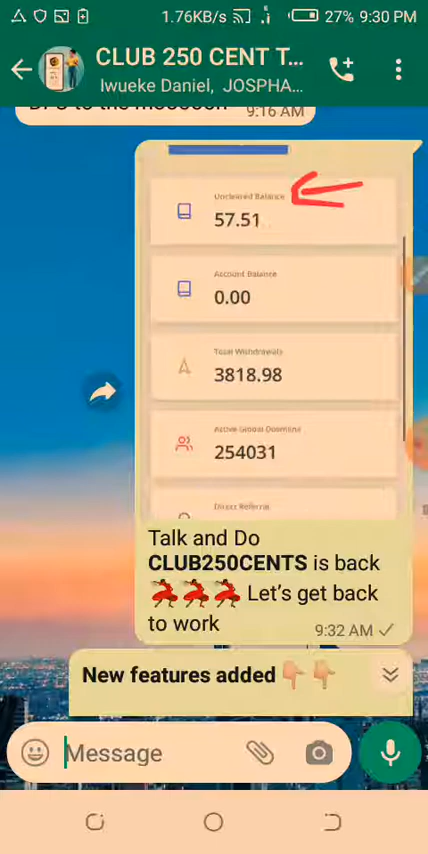 1.76KB/s 27% 9:30 PM
CLUB 250 CENT T...
Iwueke Daniel, JOSPHA...
9:16 AM
Uncleared Balance
57.51
Account Balance
0.00
Total Withdrawals
3818.98
Active Global Downline
254031
Direct Referral
Talk and Do
CLUB250CENTS is back
💃💃💃 Let’s get back
to work
9:32 AM
New features added 👇 👇
Message